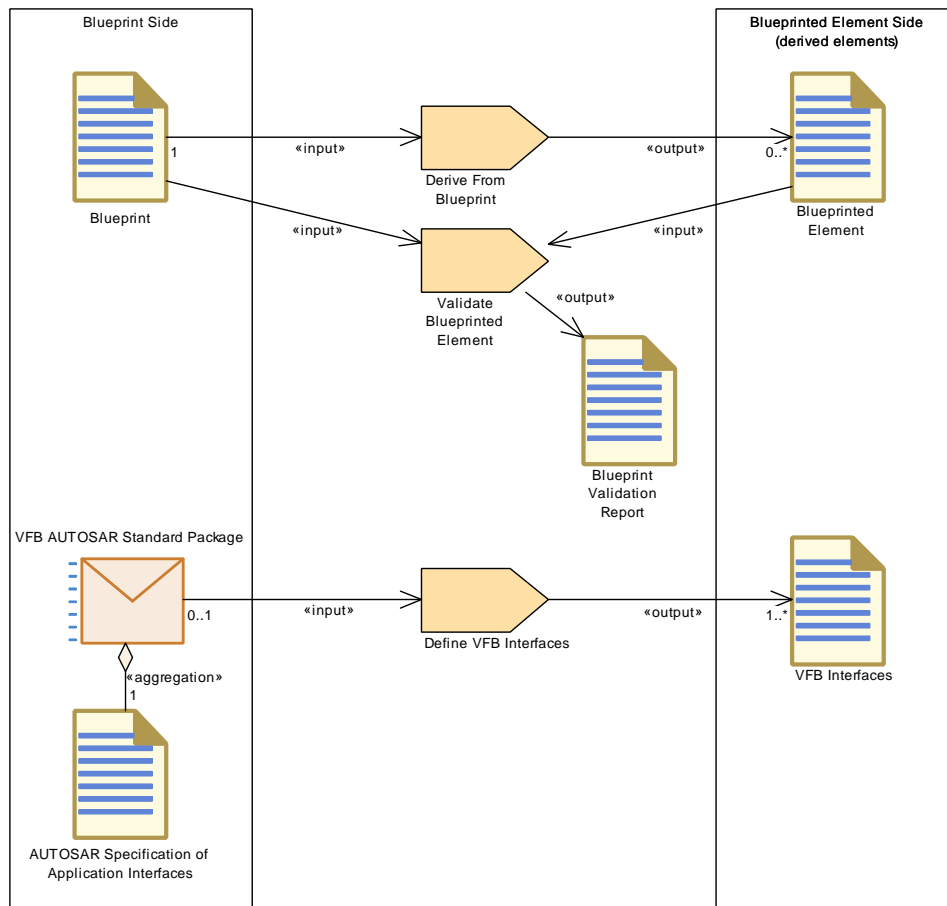 Blueprint Side
Blueprinted Element Side
(derived elements)
1
«input»
«output»
0..*
Derive From
Blueprint
Blueprint
Blueprinted
Element
«input»
«input»
Validate
Blueprinted
Element
«output»
Blueprint
Validation
Report
VFB AUTOSAR Standard Package
0..1
«input»
«output»
1..*
Define VFB Interfaces
VFB Interfaces
«aggregation»
1
AUTOSAR Specification of
Application Interfaces